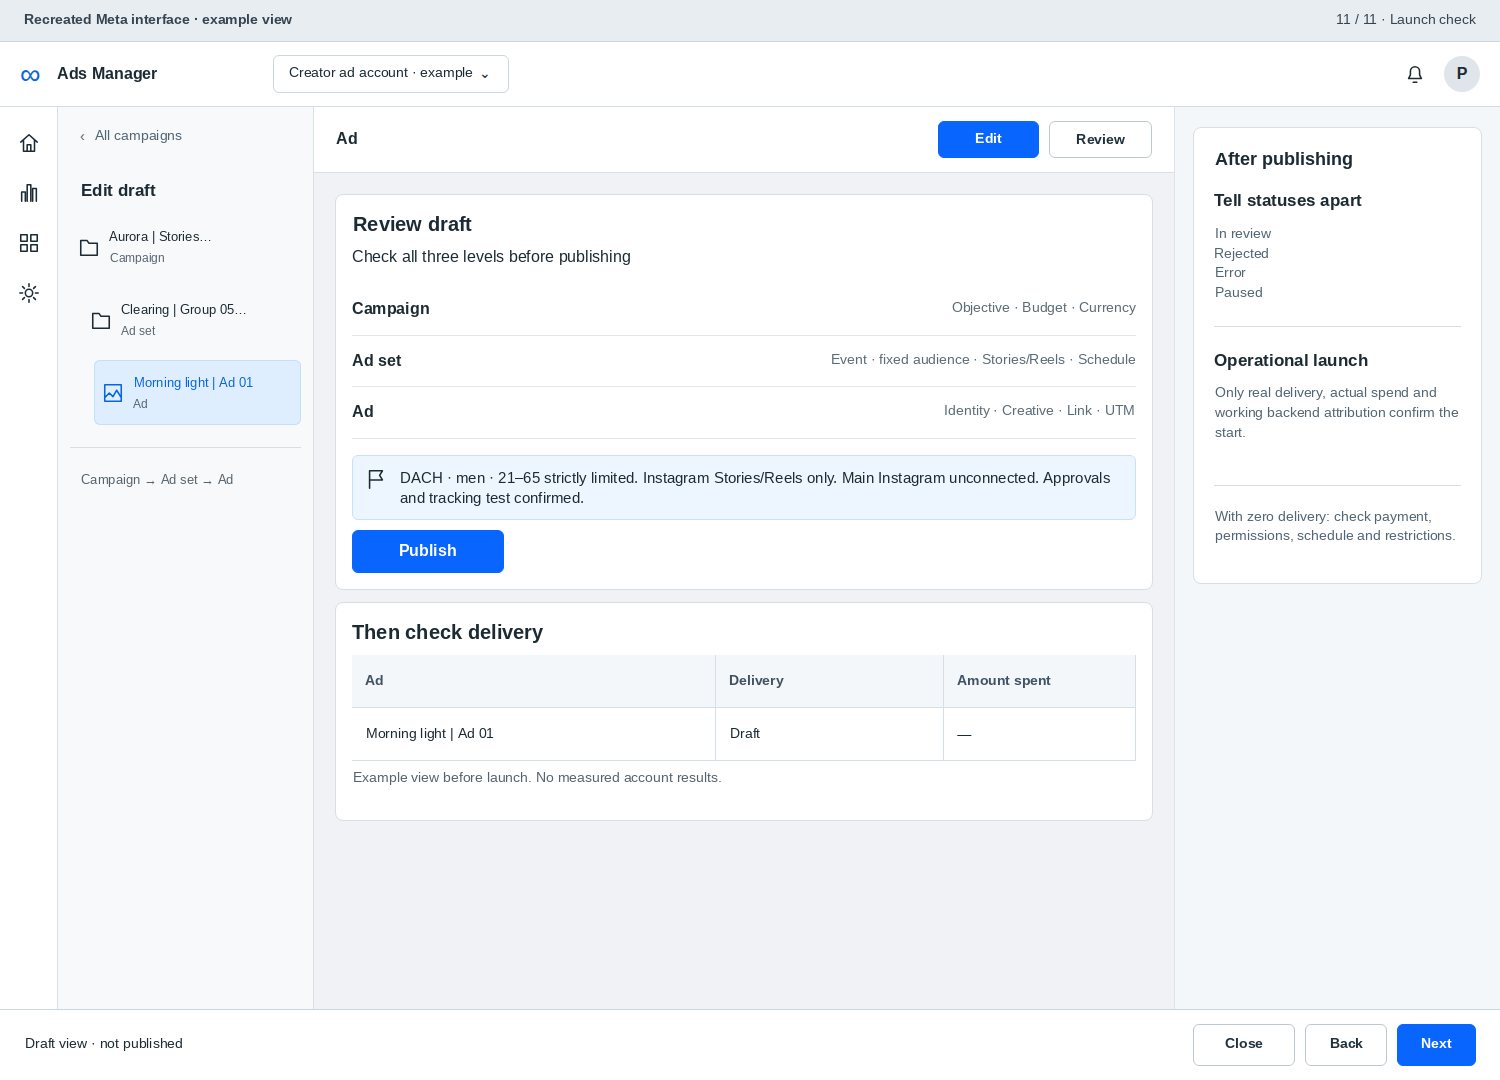 Recreated Meta interface · example view
11 / 11 · Launch check
Ads Manager
Creator ad account · example
P
‹ All campaigns
Edit draft
Aurora | Stories…
Campaign
Clearing | Group 05…
Ad set
Morning light | Ad 01
Ad
Campaign → Ad set → Ad
Ad
Edit
Review
Review draft
Check all three levels before publishing
Campaign
Objective · Budget · Currency
Ad set
Event · fixed audience · Stories/Reels · Schedule
Ad
Identity · Creative · Link · UTM
DACH · men · 21–65 strictly limited. Instagram Stories/Reels only. Main Instagram unconnected. Approvals
and tracking test confirmed.
Publish
Then check delivery
Ad
Delivery
Amount spent
Morning light | Ad 01
Draft
—
Example view before launch. No measured account results.
After publishing
Tell statuses apart
In review
Rejected
Error
Paused
Operational launch
Only real delivery, actual spend and
working backend attribution confirm the
start.
With zero delivery: check payment,
permissions, schedule and restrictions.
Draft view · not published
Close
Back
Next